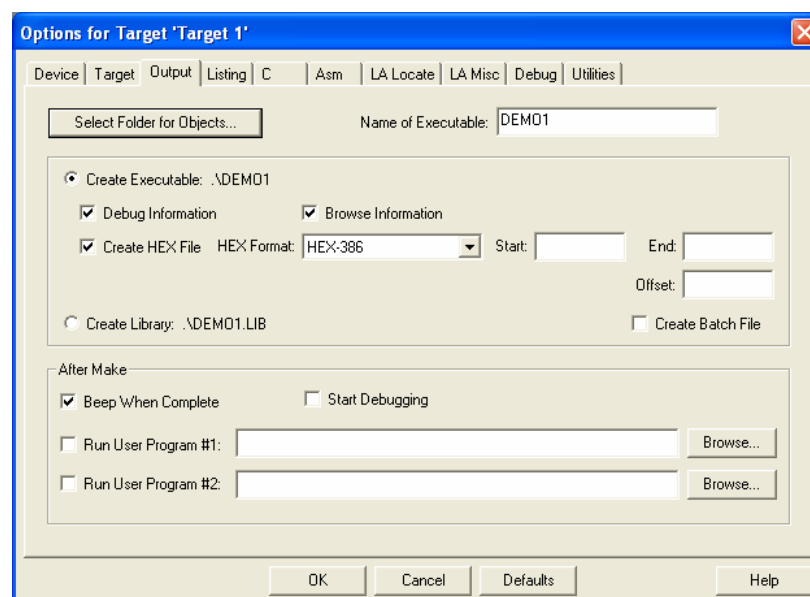 Options for Target 'Target 1'
Device Target Output Listing C Asm LA Locate LA Misc Debug Utilities
Select Folder for Objects... Name of Executable: DEMO1
Create Executable: .\DEMO1
Debug Information Browse Information
Create HEX File HEX Format: HEX-386 Start: End:
Offset:
Create Library: .\DEMO1.LIB Create Batch File
After Make
Beep When Complete Start Debugging
Run User Program #1: Browse...
Run User Program #2: Browse...
OK Cancel Defaults Help